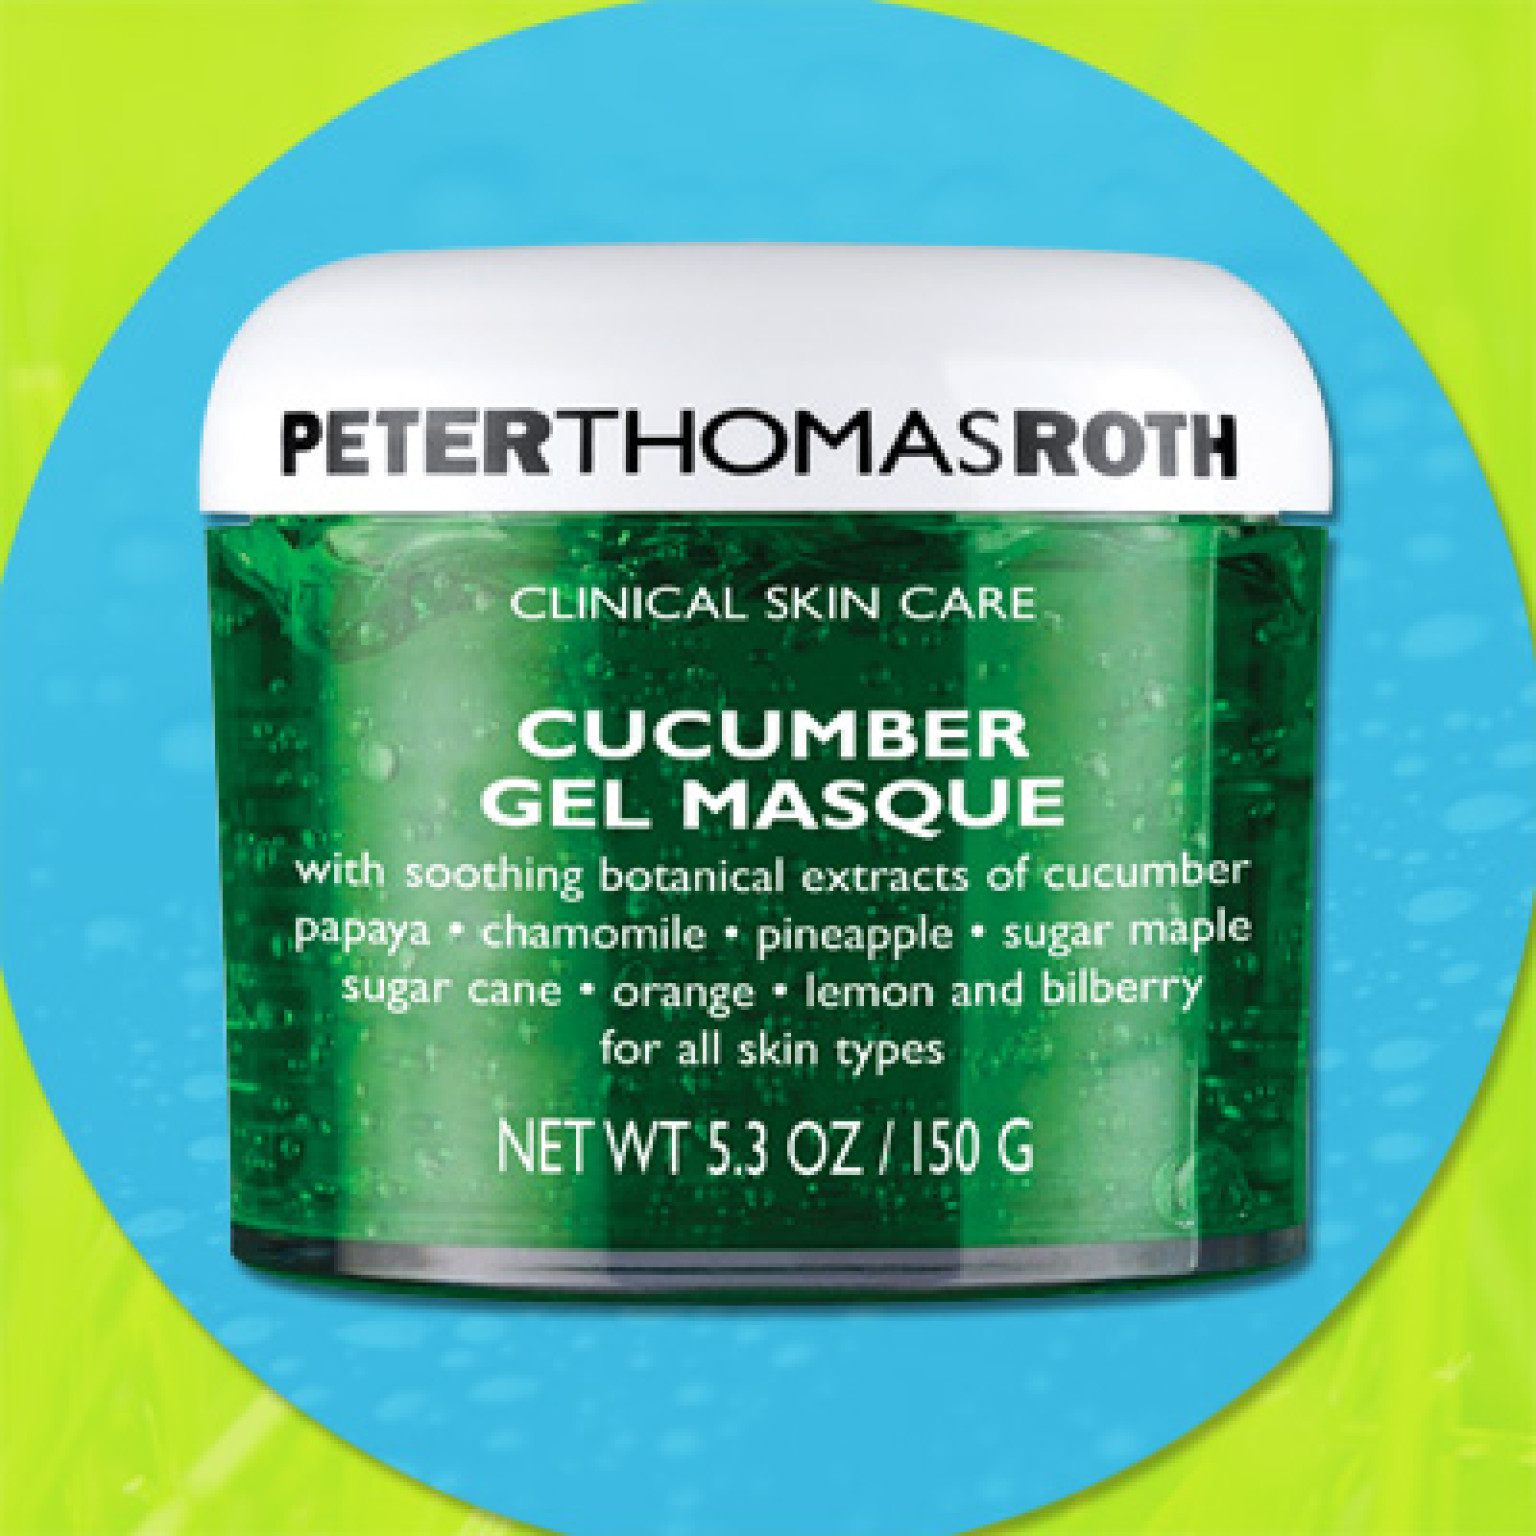 PETERTHOMASROTH
CLINICAL SKIN CARE
CUCUMBER
GEL MASQUE
with soothing botanical extracts of cucumber
papaya • chamomile • pineapple • sugar maple
sugar cane • orange • lemon and bilberry
for all skin types
NET WT 5.3 OZ / 150 G